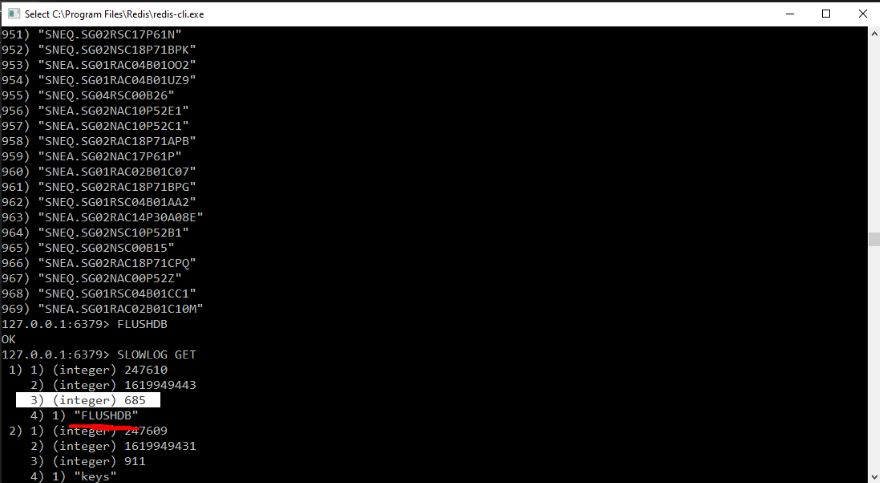 Select C:\Program Files\Redis\redis-cli.exe
951) "SNEQ.SG02RSC17P61N"
952) "SNEQ.SG02NSC18P71BPK"
953) "SNEA.SG01RAC04B01OO2"
954) "SNEA.SG01RAC04B01UZ9"
955) "SNEQ.SG04RSC00B26"
956) "SNEA.SG02NAC10P52E1"
957) "SNEA.SG02NAC10P52C1"
958) "SNEQ.SG02RAC18P71APB"
959) "SNEA.SG02NAC17P61P"
960) "SNEA.SG01RAC02B01C07"
961) "SNEQ.SG02RAC18P71BPG"
962) "SNEQ.SG01RSC04B01AA2"
963) "SNEA.SG02RAC14P30A08E"
964) "SNEQ.SG02NSC10P52B1"
965) "SNEQ.SG02NSC00B15"
966) "SNEA.SG02RAC18P71CPQ"
967) "SNEQ.SG02NAC00P52Z"
968) "SNEQ.SG01RSC04B01CC1"
969) "SNEA.SG01RAC02B01C10M"
127.0.0.1:6379> FLUSHDB
OK
127.0.0.1:6379> SLOWLOG GET
1) 1) (integer) 247610
2) (integer) 1619949443
3) (integer) 685
4) 1) "FLUSHDB"
2) 1) (integer) 247609
2) (integer) 1619949431
3) (integer) 911
4) 1) "keys"